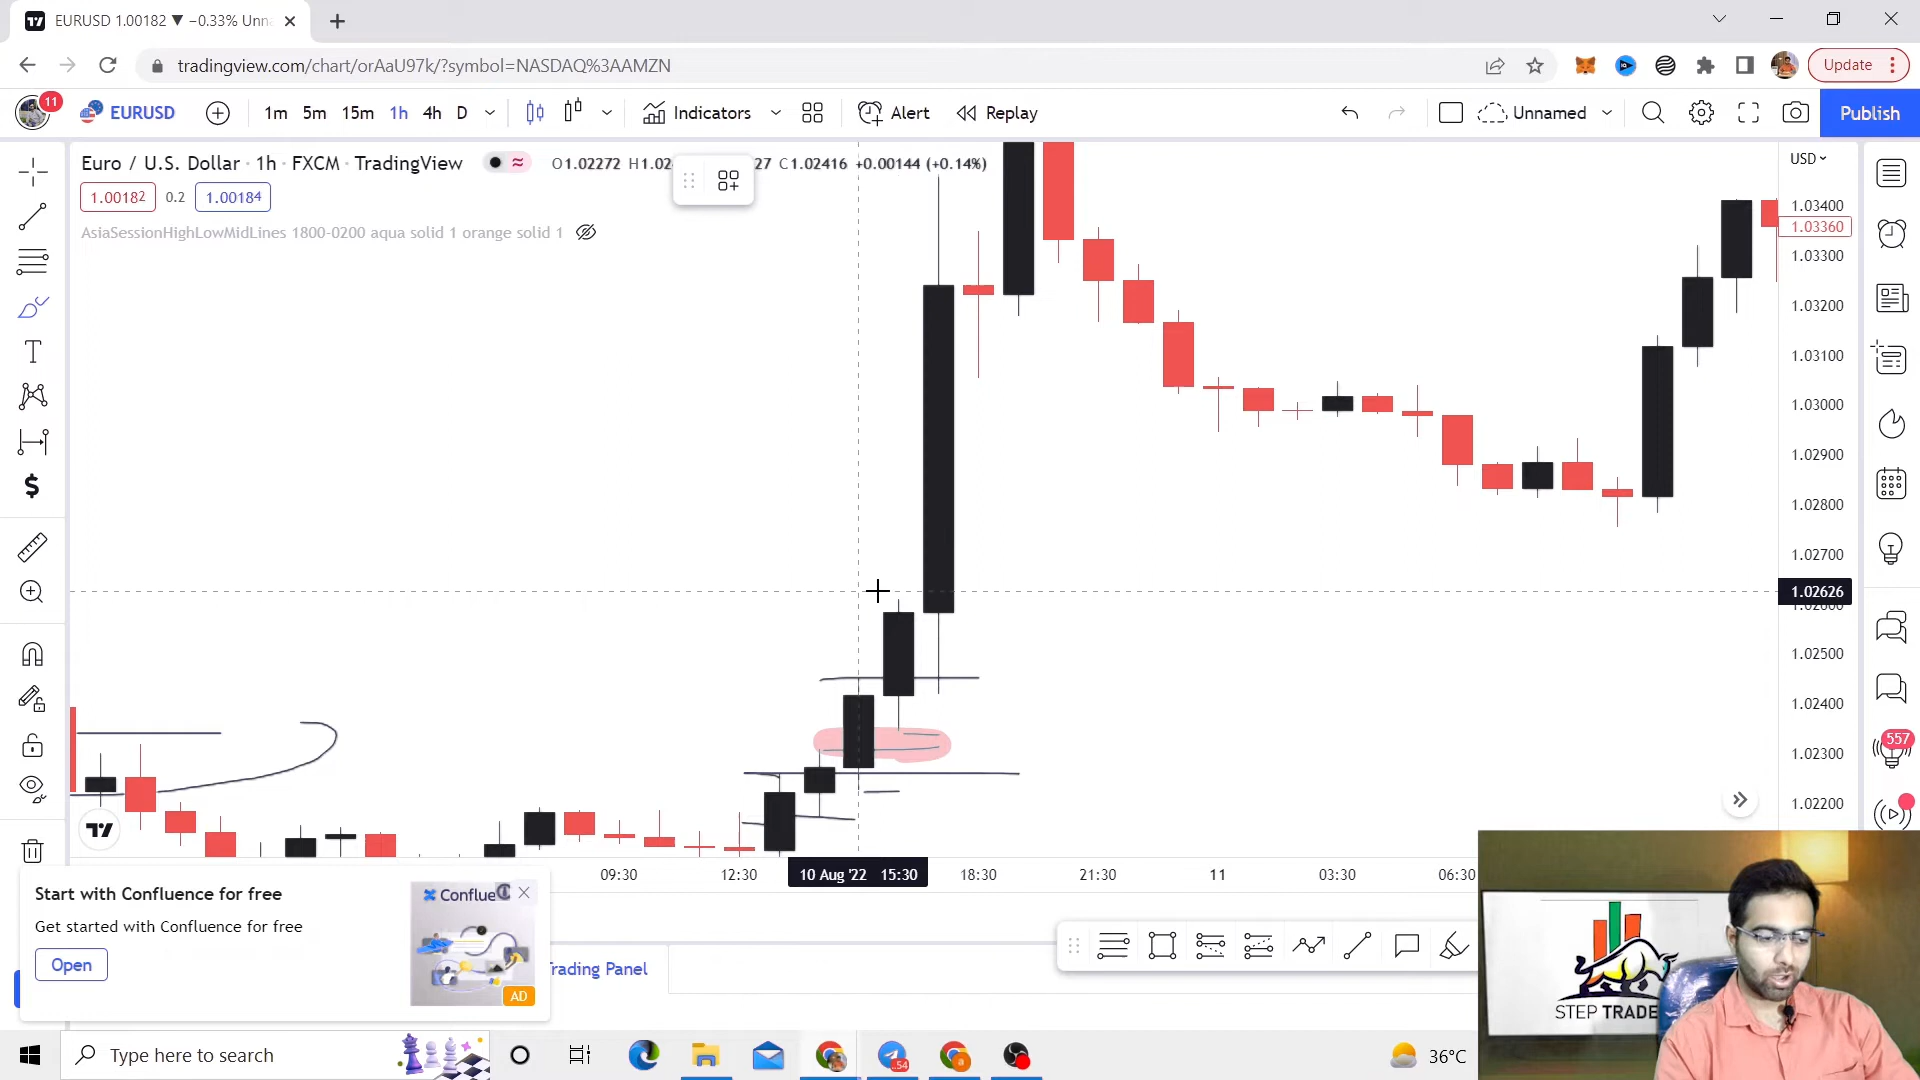 EURUSD 1.00182 ▼ −0.33% Unna
tradingview.com/chart/orAaU97k/?symbol=NASDAQ%3AAMZN
Update
11
EURUSD
1m 5m 15m 1h 4h D
Indicators
Alert
Replay
Unnamed
Publish
Euro / U.S. Dollar · 1h · FXCM · TradingView
O1.02272 H1.02 27 C1.02416 +0.00144 (+0.14%)
USD
1.00182 0.2 1.00184
AsiaSessionHighLowMidLines 1800-0200 aqua solid 1 orange solid 1
1.03400
1.03360
1.03300
1.03200
1.03100
1.03000
1.02900
1.02800
1.02700
1.02626
1.02500
1.02400
1.02300
1.02200
557
09:30 12:30 10 Aug '22 15:30 18:30 21:30 11 03:30 06:30
Start with Confluence for free
Get started with Confluence for free
Open
Conflue
AD
Trading Panel
STEP TRADE
Type here to search
54
36°C